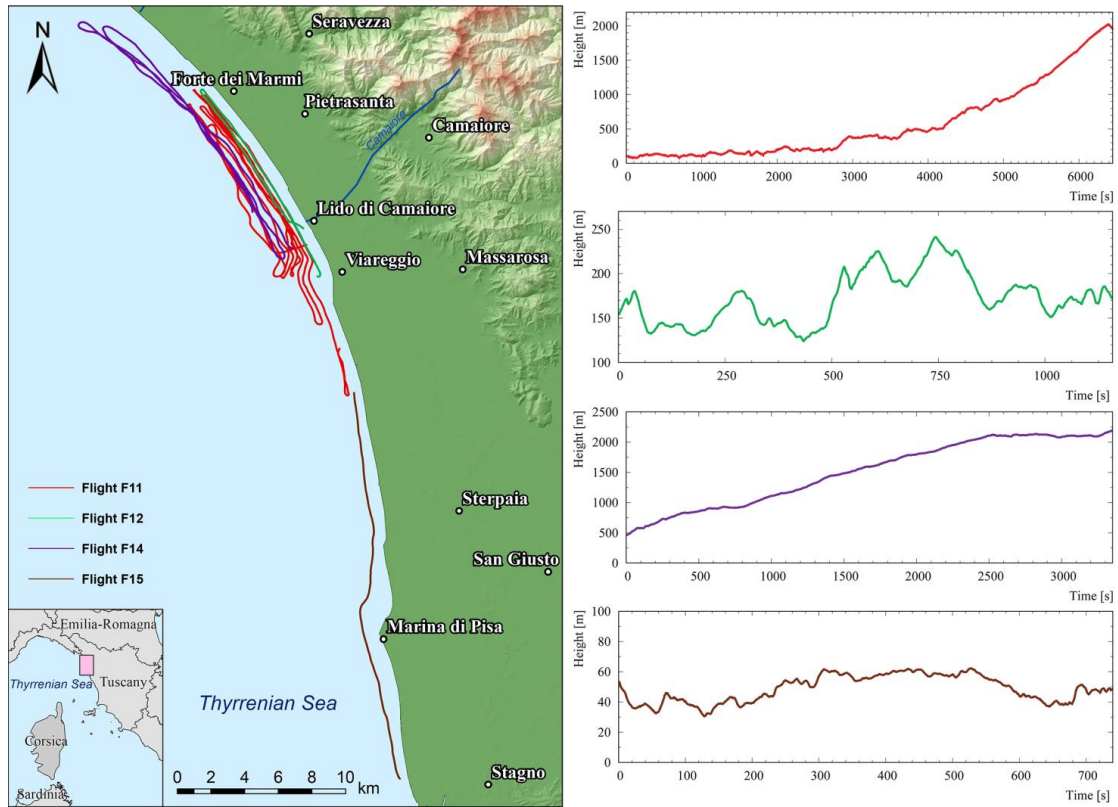 N
Seravezza
Forte dei Marmi
Pietrasanta
Camaiore
Camaiore
Lido di Camaiore
Viareggio
Massarosa
Flight F11
Flight F12
Flight F14
Flight F15
Sterpaia
San Giusto
Marina di Pisa
Stagno
Thyrrenian Sea
0 2 4 6 8 10
km
Emilia-Romagna
Thyrrenian Sea
Tuscany
Corsica
Sardinia
Height [m]
2000
1500
1000
500
0
0 1000 2000 3000 4000 5000 6000
Time [s]
Height [m]
250
200
150
100
0 250 500 750 1000
Time [s]
Height [m]
2500
2000
1500
1000
500
0
0 500 1000 1500 2000 2500 3000
Time [s]
Height [m]
100
80
60
40
20
0
0 100 200 300 400 500 600 700
Time [s]